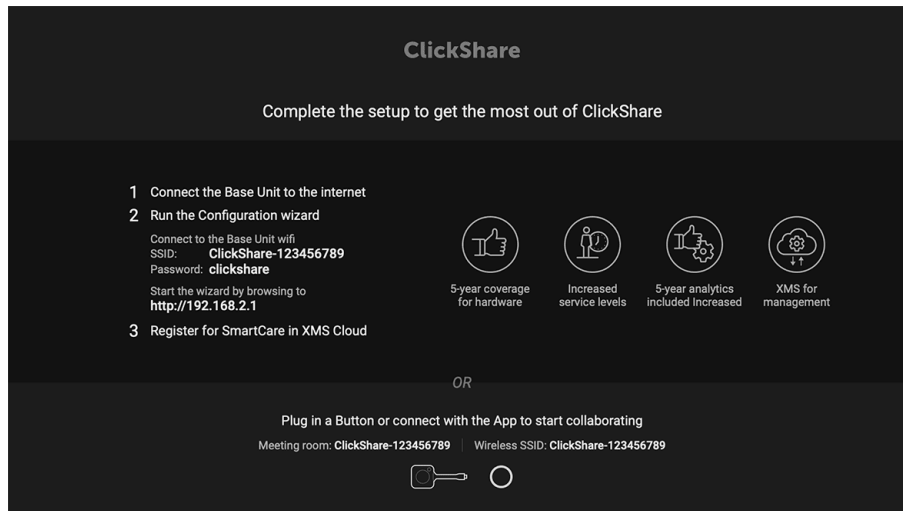 ClickShare
Complete the setup to get the most out of ClickShare
1 Connect the Base Unit to the internet
2 Run the Configuration wizard
Connect to the Base Unit wifi
SSID: ClickShare-123456789
Password: clickshare
Start the wizard by browsing to
http://192.168.2.1
3 Register for SmartCare in XMS Cloud
5-year coverage
for hardware
Increased
service levels
5-year analytics
included Increased
XMS for
management
OR
Plug in a Button or connect with the App to start collaborating
Meeting room: ClickShare-123456789 | Wireless SSID: ClickShare-123456789